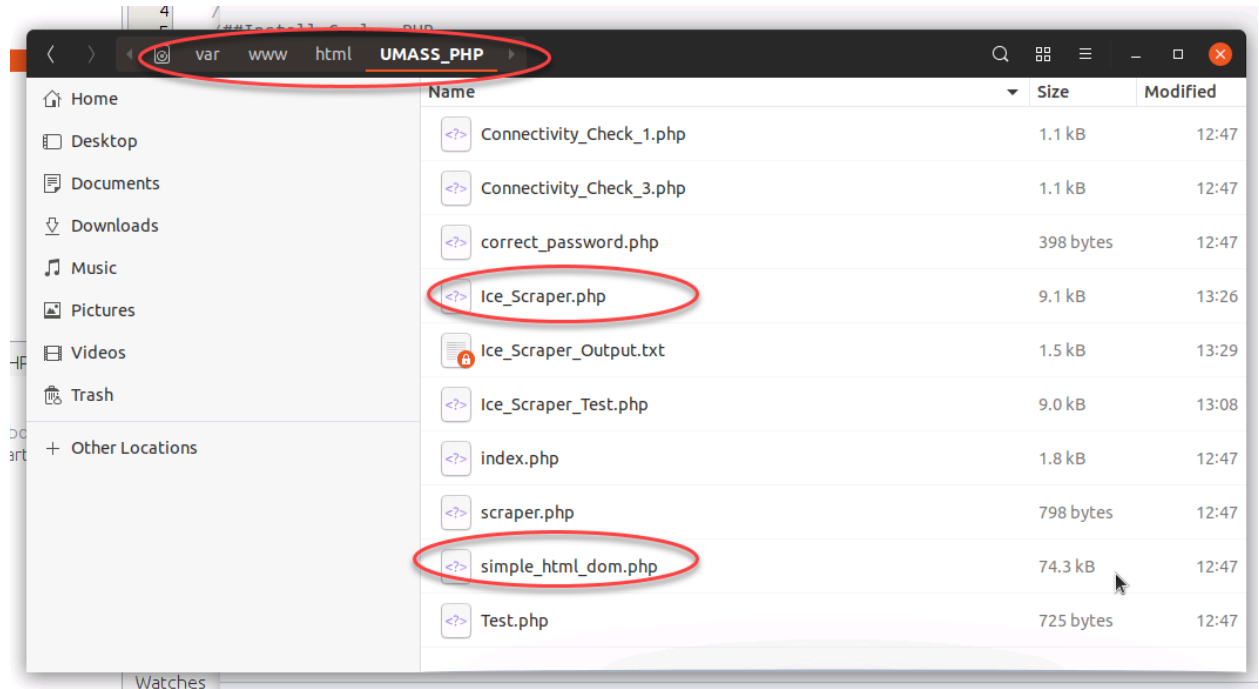 4 /
/##Install Curl
var www html UMASS_PHP
Name Size Modified
Home
Desktop
Documents
Downloads
Music
Pictures
Videos
Trash
+ Other Locations
<?> Connectivity_Check_1.php 1.1 kB 12:47
<?> Connectivity_Check_3.php 1.1 kB 12:47
<?> correct_password.php 398 bytes 12:47
<?> Ice_Scraper.php 9.1 kB 13:26
Ice_Scraper_Output.txt 1.5 kB 13:29
<?> Ice_Scraper_Test.php 9.0 kB 13:08
<?> index.php 1.8 kB 12:47
<?> scraper.php 798 bytes 12:47
<?> simple_html_dom.php 74.3 kB 12:47
<?> Test.php 725 bytes 12:47
Watches